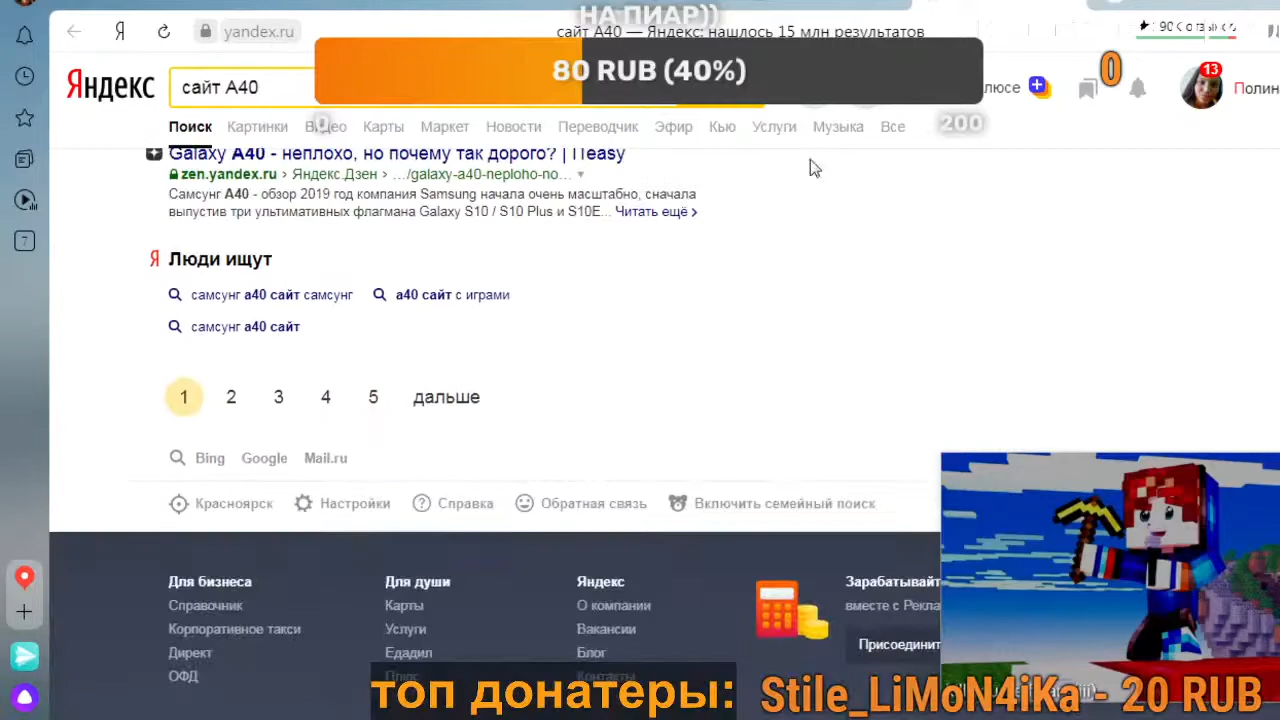 НА ПИАР))
yandex.ru
сайт А40 — Яндекс: нашлось 15 млн результатов
80 RUB (40%)
0
200
0
13
Яндекс
сайт А40
люсе
Полин
Поиск Картинки Видео Карты Маркет Новости Переводчик Эфир Кью Услуги Музыка Все
Galaxy A40 - неплохо, но почему так дорого? | ITeasy
zen.yandex.ru › Яндекс.Дзен › …/galaxy-a40-neploho-no…
Самсунг А40 - обзор 2019 год компания Samsung начала очень масштабно, сначала
выпустив три ультимативных флагмана Galaxy S10 / S10 Plus и S10E... Читать ещё ›
Я Люди ищут
самсунг а40 сайт самсунг
а40 сайт с играми
самсунг а40 сайт
1 2 3 4 5 дальше
Bing Google Mail.ru
Красноярск Настройки Справка Обратная связь Включить семейный поиск
7
Для бизнеса
Справочник
Корпоративное такси
Директ
ОФД
Для души
Карты
Услуги
Едадил
Плюс
Яндекс
О компании
Вакансии
Блог
Контакты
Зарабатывайт
вместе с Рекла
Присоединит
топ донатеры:
Stile_LiMoN4iKa - 20 RUB